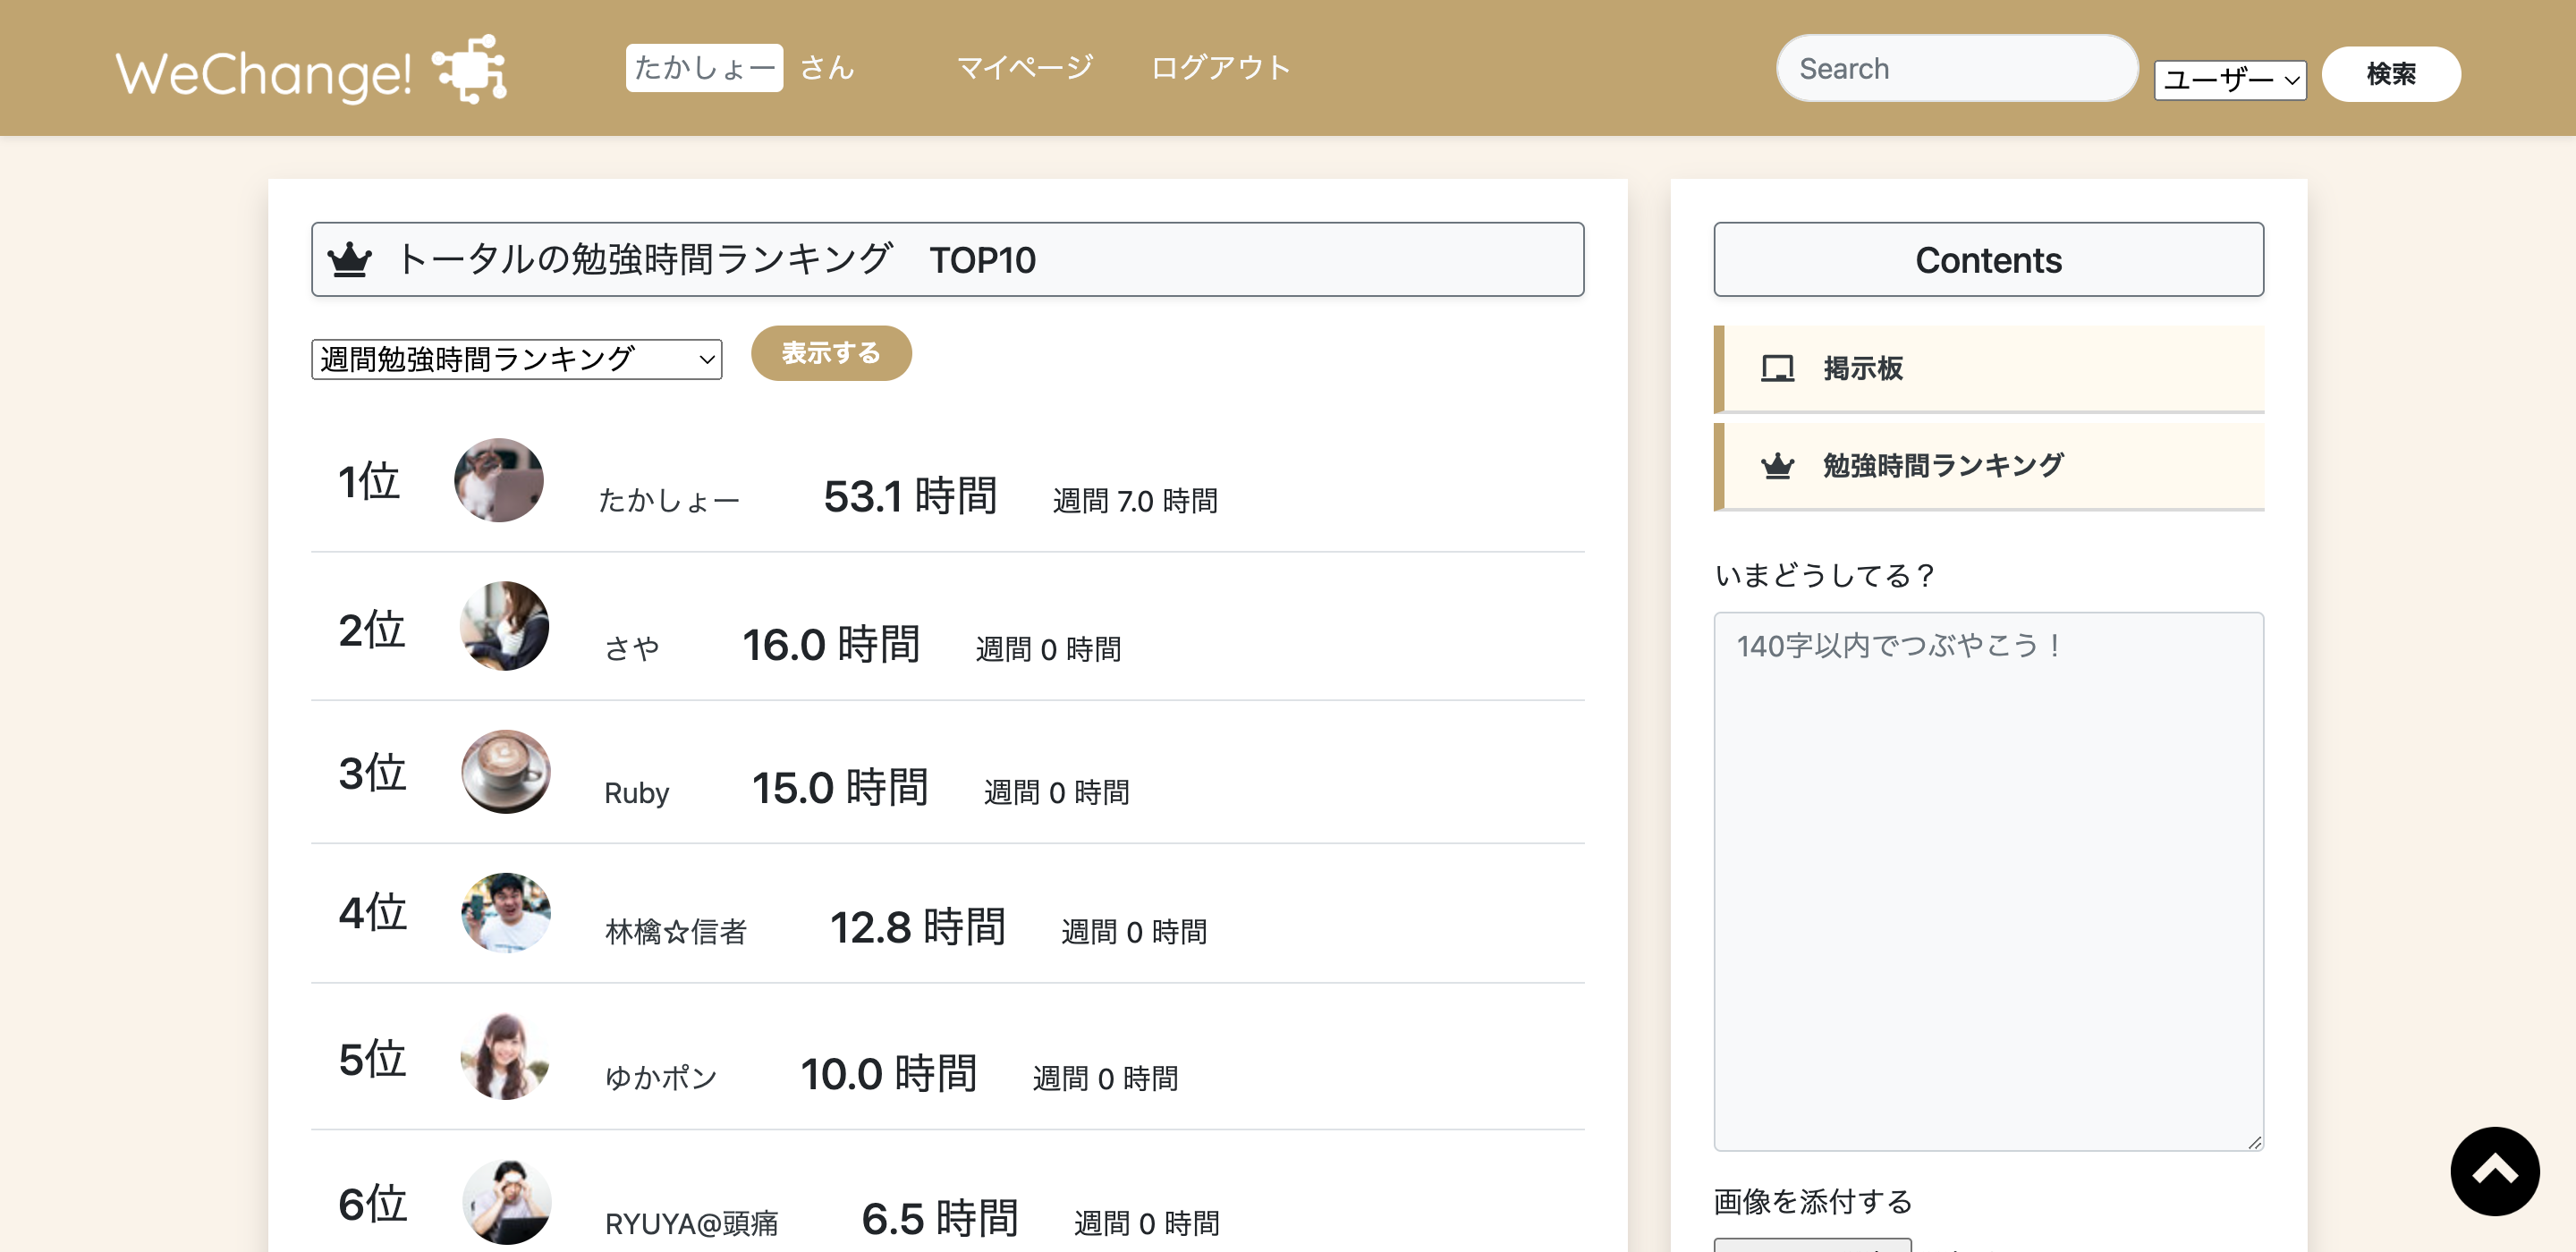 WeChange!
たかしょー さん マイページ ログアウト
Search ユーザー 検索
トータルの勉強時間ランキング TOP10
週間勉強時間ランキング 表示する
1位 たかしょー 53.1 時間 週間 7.0 時間
2位 さや 16.0 時間 週間 0 時間
3位 Ruby 15.0 時間 週間 0 時間
4位 林檎☆信者 12.8 時間 週間 0 時間
5位 ゆかポン 10.0 時間 週間 0 時間
6位 RYUYA@頭痛 6.5 時間 週間 0 時間
Contents
掲示板
勉強時間ランキング
いまどうしてる？
140字以内でつぶやこう！
画像を添付する